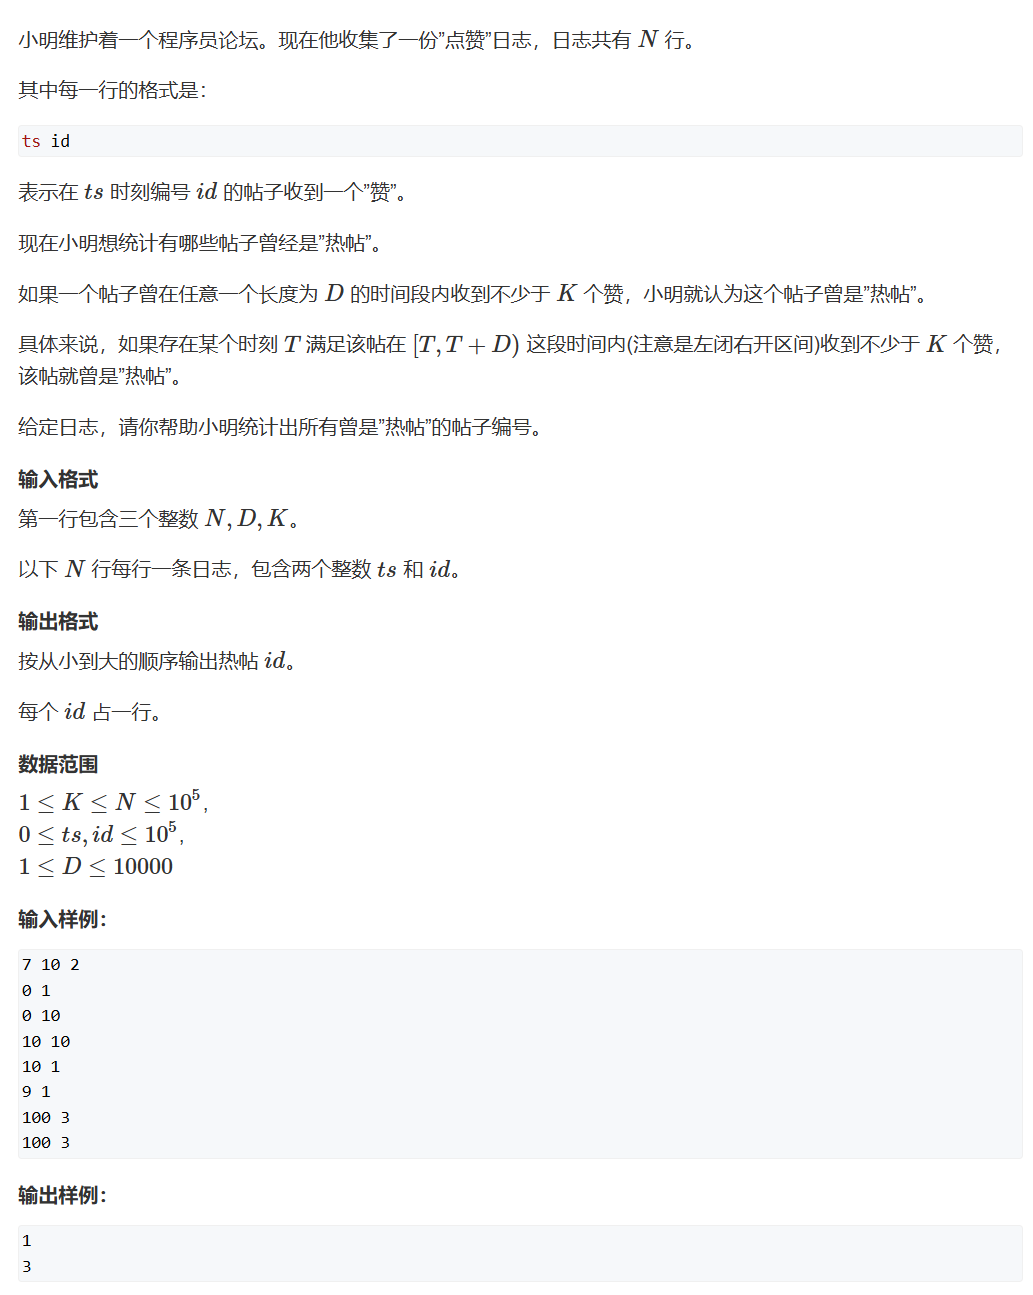 小明维护着一个程序员论坛。现在他收集了一份”点赞”日志，日志共有 N 行。
其中每一行的格式是：
ts id
表示在 ts 时刻编号 id 的帖子收到一个”赞”。
现在小明想统计有哪些帖子曾经是”热帖”。
如果一个帖子曾在任意一个长度为 D 的时间段内收到不少于 K 个赞，小明就认为这个帖子曾是”热帖”。
具体来说，如果存在某个时刻 T 满足该帖在 [T, T + D) 这段时间内(注意是左闭右开区间)收到不少于 K 个赞，
该帖就曾是”热帖”。
给定日志，请你帮助小明统计出所有曾是”热帖”的帖子编号。
输入格式
第一行包含三个整数 N, D, K。
以下 N 行每行一条日志，包含两个整数 ts 和 id。
输出格式
按从小到大的顺序输出热帖 id。
每个 id 占一行。
数据范围
1 ≤ K ≤ N ≤ 10⁵,
0 ≤ ts, id ≤ 10⁵,
1 ≤ D ≤ 10000
输入样例：
7 10 2
0 1
0 10
10 10
10 1
9 1
100 3
100 3
输出样例：
1
3